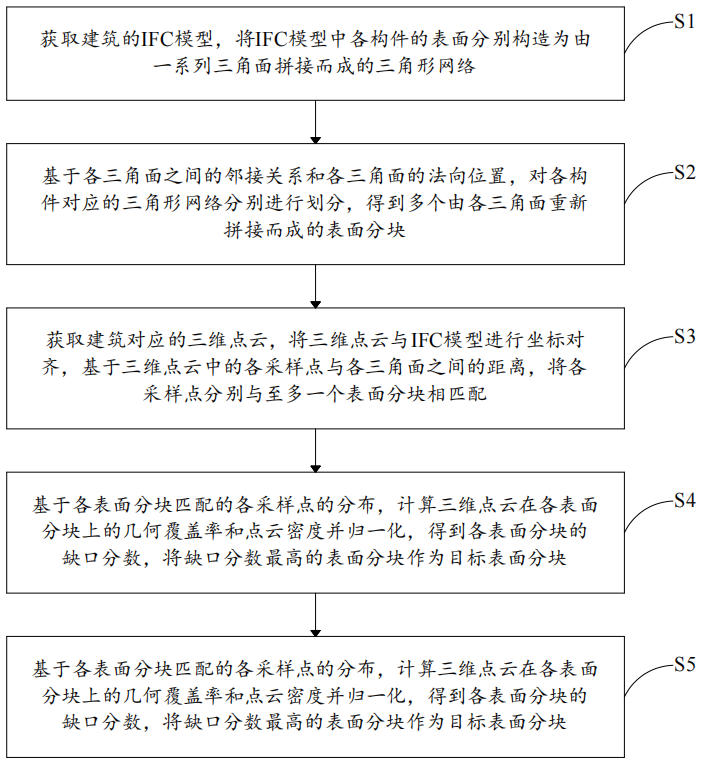 获取建筑的IFC模型，将IFC模型中各构件的表面分别构造为由
一系列三角面拼接而成的三角形网络
S1
基于各三角面之间的邻接关系和各三角面的法向位置，对各构
件对应的三角形网络分别进行划分，得到多个由各三角面重新
拼接而成的表面分块
S2
获取建筑对应的三维点云，将三维点云与IFC模型进行坐标对
齐，基于三维点云中的各采样点与各三角面之间的距离，将各
采样点分别与至多一个表面分块相匹配
S3
基于各表面分块匹配的各采样点的分布，计算三维点云在各表面
分块上的几何覆盖率和点云密度并归一化，得到各表面分块的
缺口分数，将缺口分数最高的表面分块作为目标表面分块
S4
基于各表面分块匹配的各采样点的分布，计算三维点云在各表面
分块上的几何覆盖率和点云密度并归一化，得到各表面分块的
缺口分数，将缺口分数最高的表面分块作为目标表面分块
S5